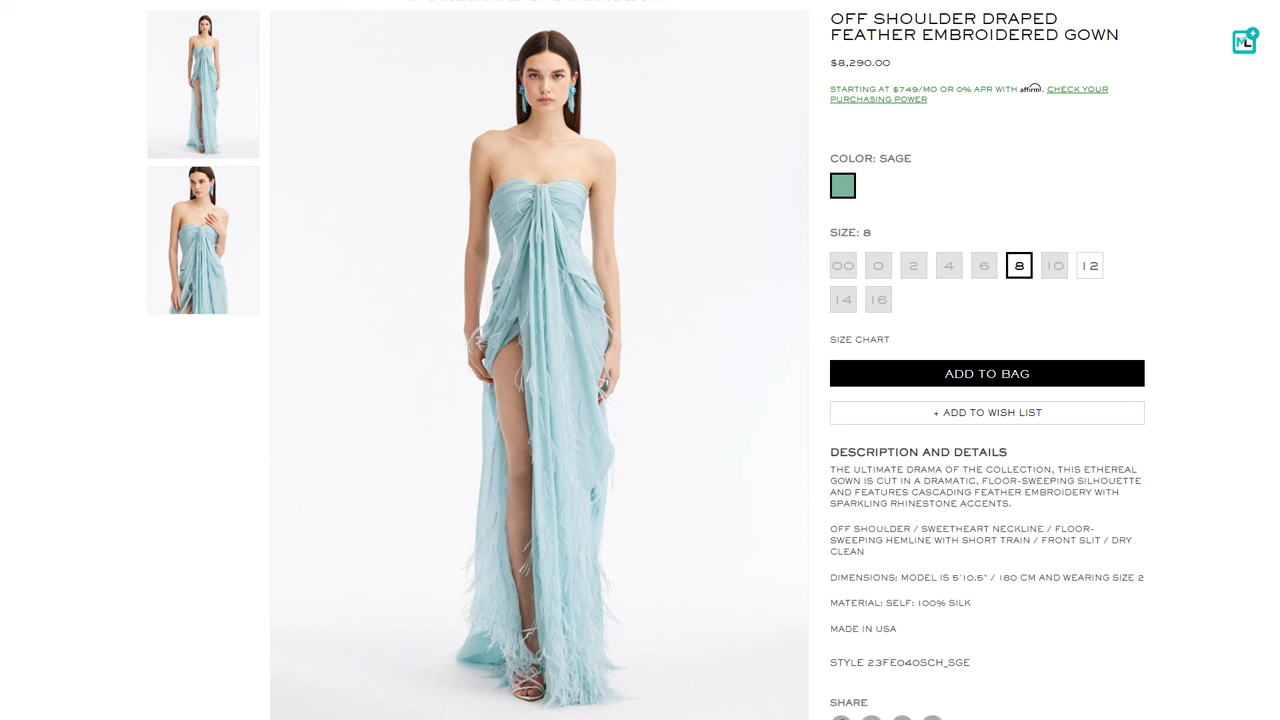 OFF SHOULDER DRAPED
FEATHER EMBROIDERED GOWN
$8,290.00
STARTING AT $749/MO OR 0% APR WITH affirm. CHECK YOUR
PURCHASING POWER
COLOR: SAGE
SIZE: 8
00 0 2 4 6 8 10 12
14 16
SIZE CHART
ADD TO BAG
+ ADD TO WISH LIST
DESCRIPTION AND DETAILS
THE ULTIMATE DRAMA OF THE COLLECTION, THIS ETHEREAL
GOWN IS CUT IN A DRAMATIC, FLOOR-SWEEPING SILHOUETTE
AND FEATURES CASCADING FEATHER EMBROIDERY WITH
SPARKLING RHINESTONE ACCENTS.
OFF SHOULDER / SWEETHEART NECKLINE / FLOOR-
SWEEPING HEMLINE WITH SHORT TRAIN / FRONT SLIT / DRY
CLEAN
DIMENSIONS: MODEL IS 5'10.5" / 180 CM AND WEARING SIZE 2
MATERIAL: SELF: 100% SILK
MADE IN USA
STYLE 23FE040SCH_SGE
SHARE
ML+